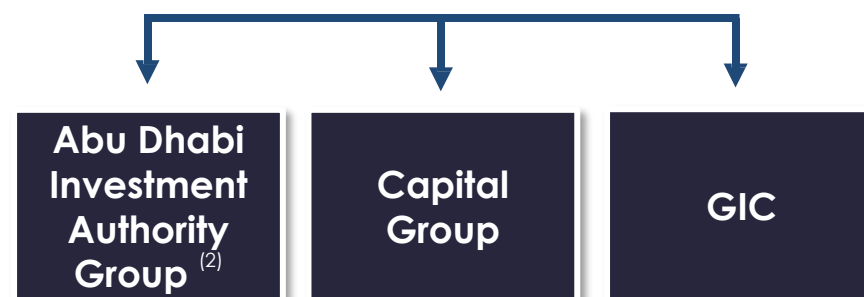 Abu Dhabi
Investment
Authority
Group (2)
Capital
Group
GIC